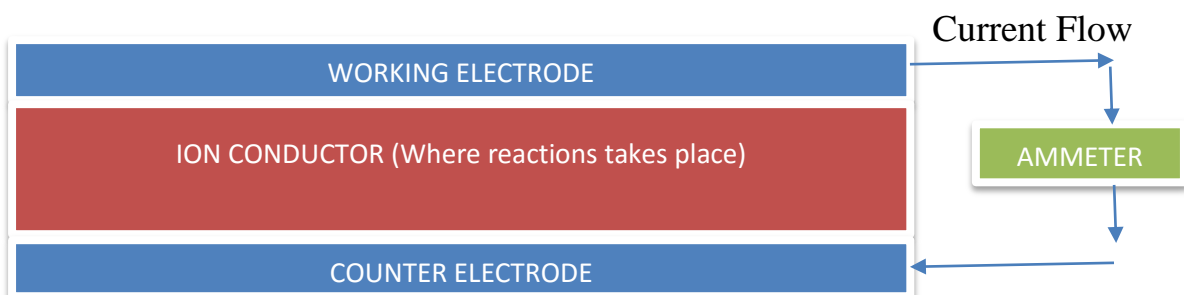 Current Flow
WORKING ELECTRODE
ION CONDUCTOR (Where reactions takes place)
AMMETER
COUNTER ELECTRODE